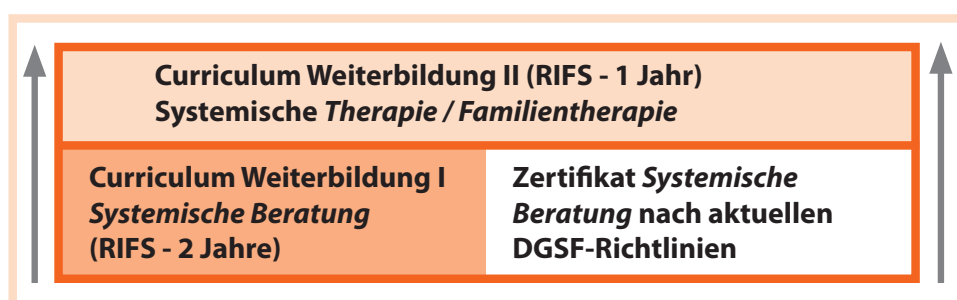 Curriculum Weiterbildung II (RIFS - 1 Jahr)
Systemische Therapie / Familientherapie
Curriculum Weiterbildung I
Systemische Beratung
(RIFS - 2 Jahre)
Zertifikat Systemische
Beratung nach aktuellen
DGSF-Richtlinien